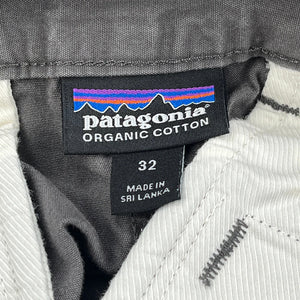 patagonia
ORGANIC COTTON
32
MADE IN
SRI LANKA